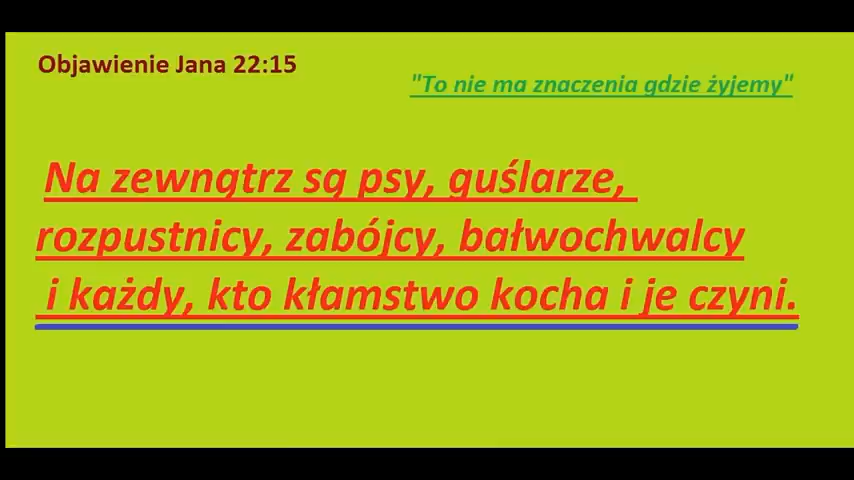 Objawienie Jana 22:15
"To nie ma znaczenia gdzie żyjemy"
Na zewnątrz są psy, guślarze,
rozpustnicy, zabójcy, bałwochwalcy
i każdy, kto kłamstwo kocha i je czyni.